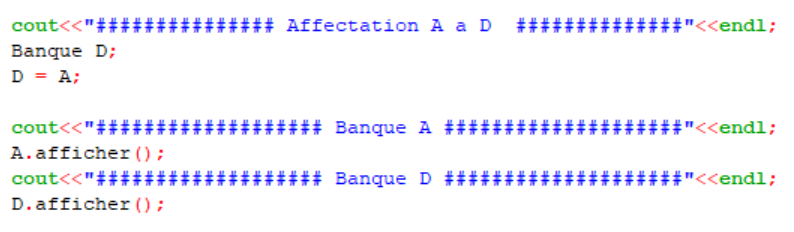 cout<<"############### Affectation A a D  ##############"<<endl;
Banque D;
D = A;
cout<<"################### Banque A ####################"<<endl;
A.afficher();
cout<<"################### Banque D ####################"<<endl;
D.afficher();